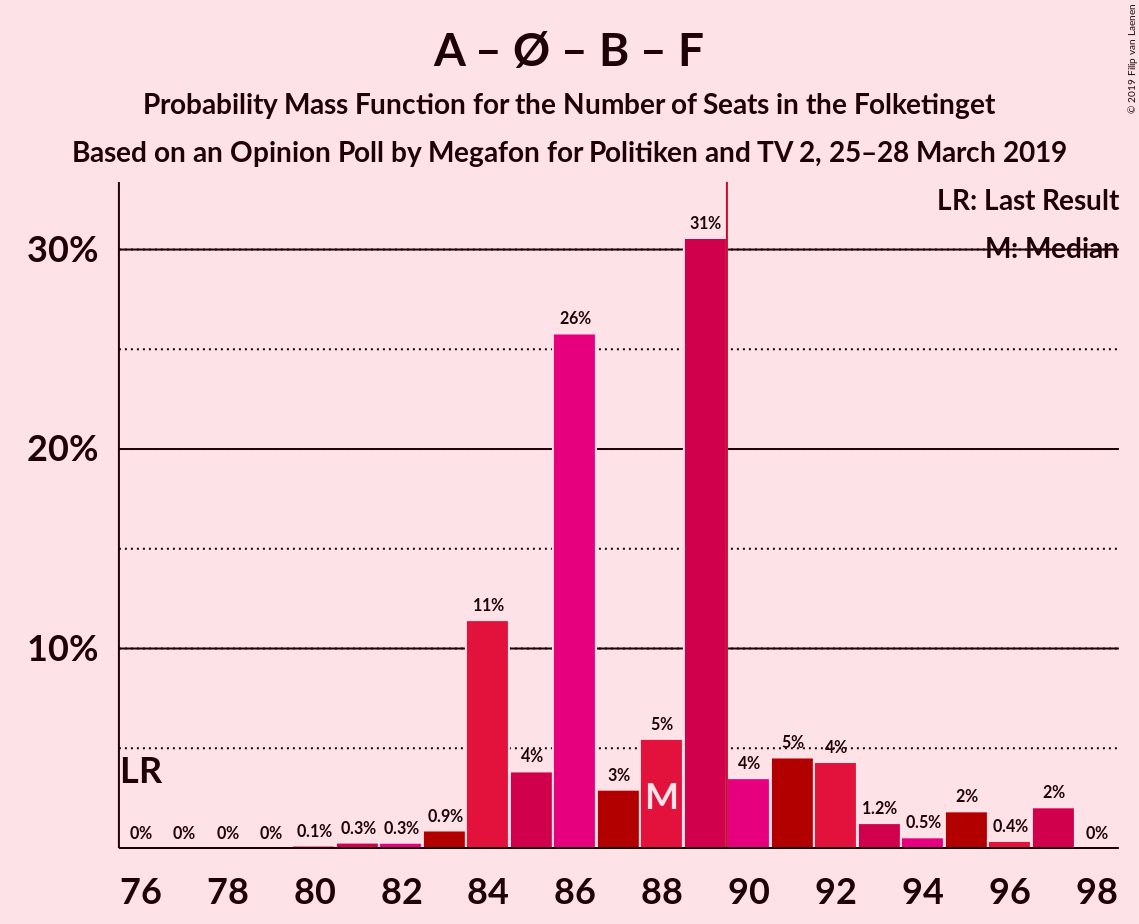 A – Ø – B – F
Probability Mass Function for the Number of Seats in the Folketinget
Based on an Opinion Poll by Megafon for Politiken and TV 2, 25–28 March 2019
© 2019 Filip van Laenen
LR: Last Result
M: Median
30%
20%
10%
31%
26%
11%
5%
4%
3%
4%
5%
4%
LR
M
0% 0% 0% 0% 0.1% 0.3% 0.3% 0.9%
1.2% 0.5% 2% 0.4% 2% 0%
76 78 80 82 84 86 88 90 92 94 96 98